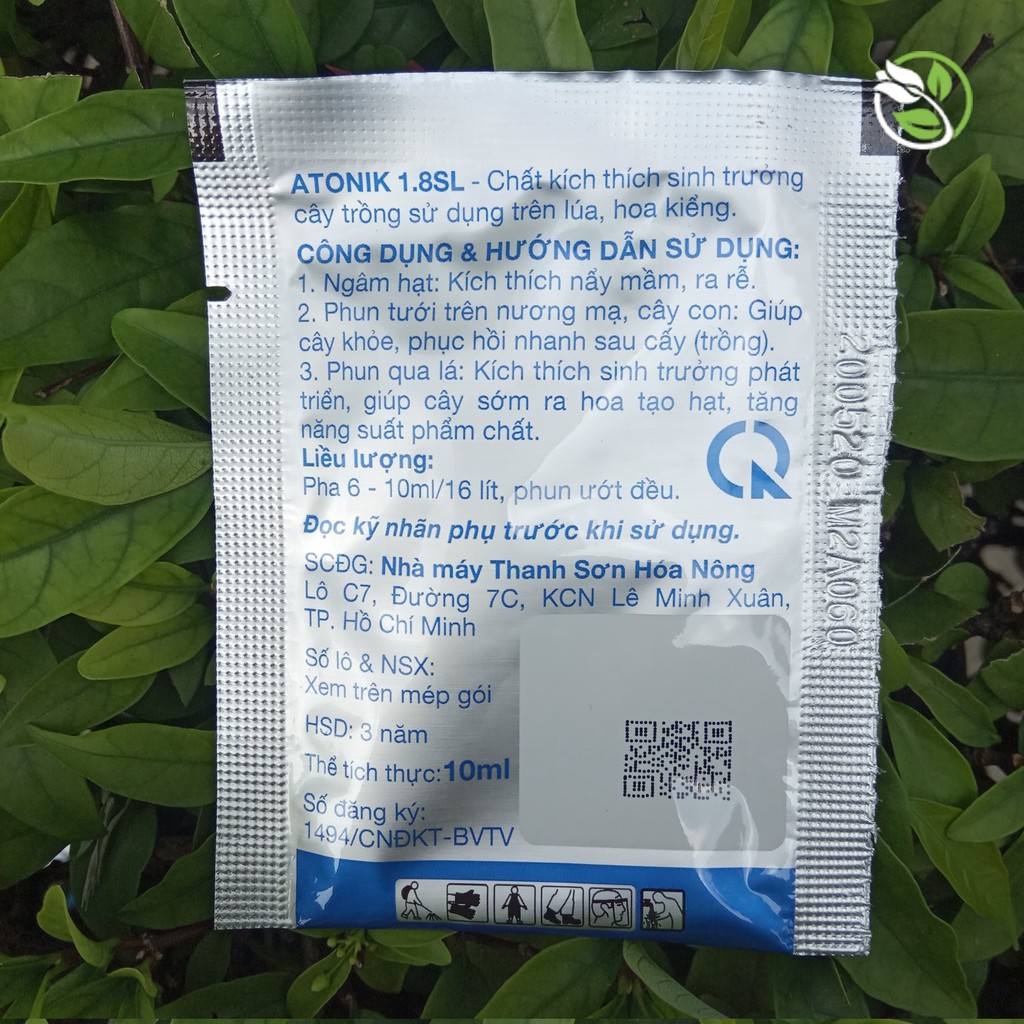 ATONIK 1.8SL - Chất kích thích sinh trưởng
cây trồng sử dụng trên lúa, hoa kiểng.
CÔNG DỤNG & HƯỚNG DẪN SỬ DỤNG:
1. Ngâm hạt: Kích thích nẩy mầm, ra rễ.
2. Phun tưới trên nương mạ, cây con: Giúp
cây khỏe, phục hồi nhanh sau cấy (trồng).
3. Phun qua lá: Kích thích sinh trưởng phát
triển, giúp cây sớm ra hoa tạo hạt, tăng
năng suất phẩm chất.
Liều lượng:
Pha 6 - 10ml/16 lít, phun ướt đều.
Đọc kỹ nhãn phụ trước khi sử dụng.
SCĐG: Nhà máy Thanh Sơn Hóa Nông
Lô C7, Đường 7C, KCN Lê Minh Xuân,
TP. Hồ Chí Minh
Số lô & NSX:
Xem trên mép gói
HSD: 3 năm
Thể tích thực: 10ml
Số đăng ký:
1494/CNĐKT-BVTV
200520 1M2/A060